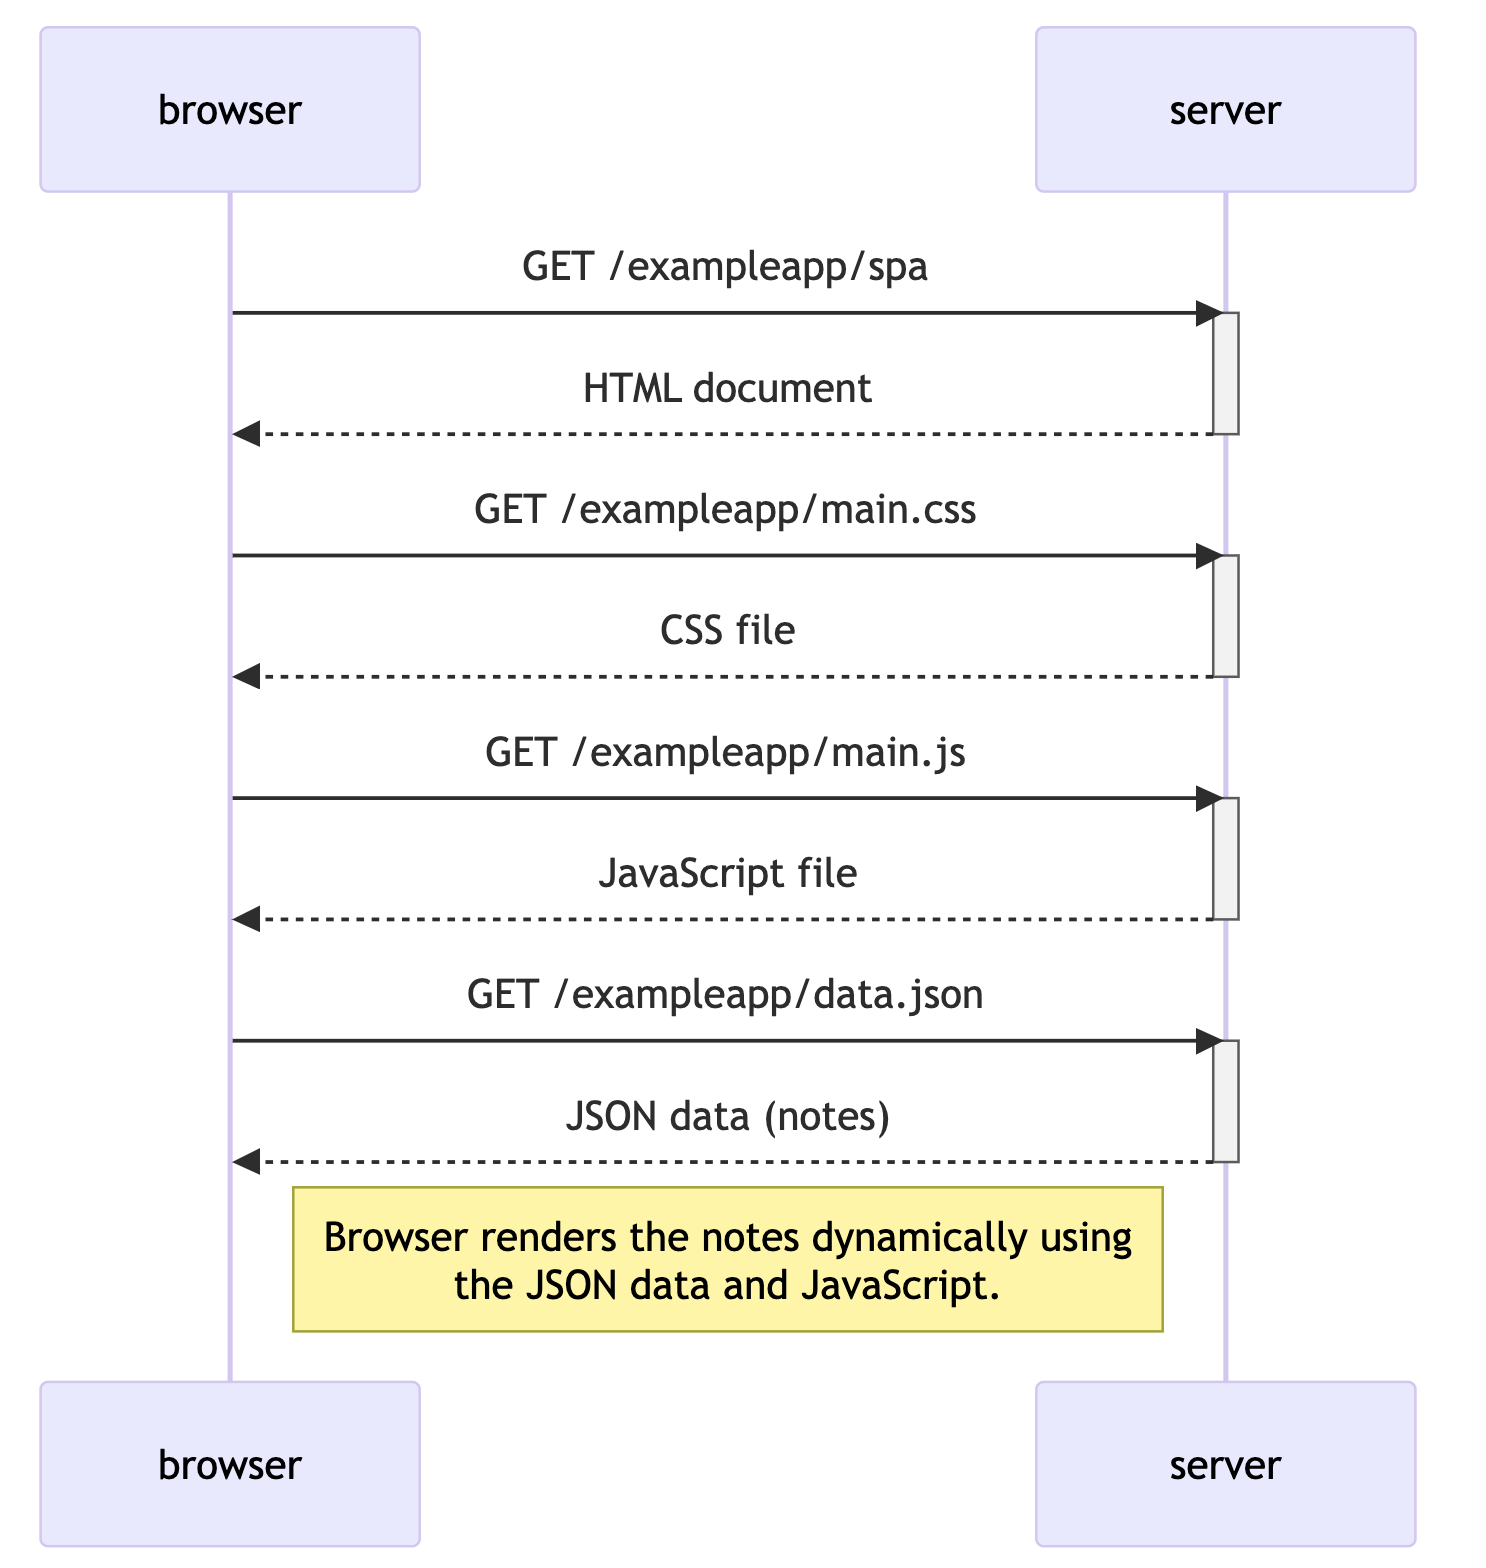 browser
server
GET /exampleapp/spa
HTML document
GET /exampleapp/main.css
CSS file
GET /exampleapp/main.js
JavaScript file
GET /exampleapp/data.json
JSON data (notes)
Browser renders the notes dynamically using
the JSON data and JavaScript.
browser
server